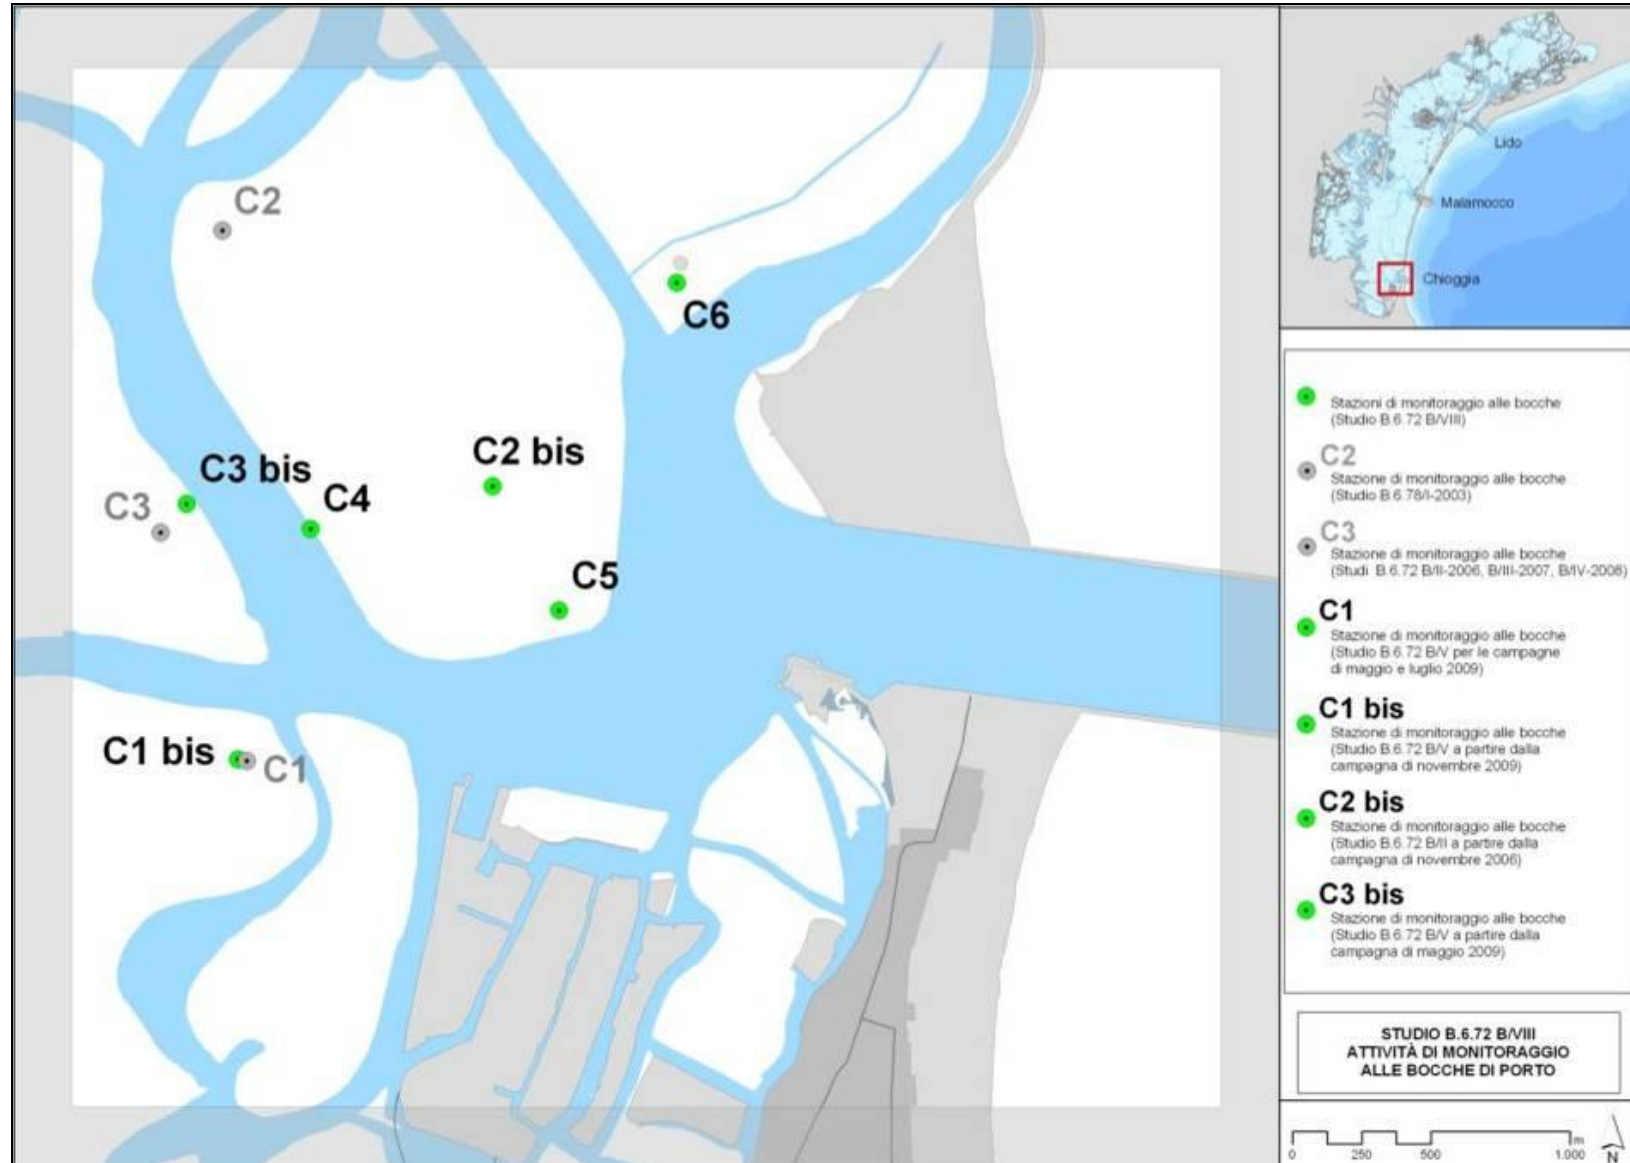 C2
C6
C3 bis
C2 bis
C3
C4
C5
C1 bis
C1
Lido
Malamocco
Chioggia
Stazioni di monitoraggio alle bocche
(Studio B.6.72 B/VIII)
C2
Stazione di monitoraggio alle bocche
(Studio B.6.78/I-2003)
C3
Stazione di monitoraggio alle bocche
(Studi B.6.72 B/II-2006, B/III-2007, B/IV-2008)
C1
Stazione di monitoraggio alle bocche
(Studio B.6.72 B/V per le campagne
di maggio e luglio 2009)
C1 bis
Stazione di monitoraggio alle bocche
(Studio B.6.72 B/V a partire dalla
campagna di novembre 2009)
C2 bis
Stazione di monitoraggio alle bocche
(Studio B.6.72 B/II a partire dalla
campagna di novembre 2006)
C3 bis
Stazione di monitoraggio alle bocche
(Studio B.6.72 B/V a partire dalla
campagna di maggio 2009)
STUDIO B.6.72 B/VIII
ATTIVITÀ DI MONITORAGGIO
ALLE BOCCHE DI PORTO
m
0 250 500 1.000
N